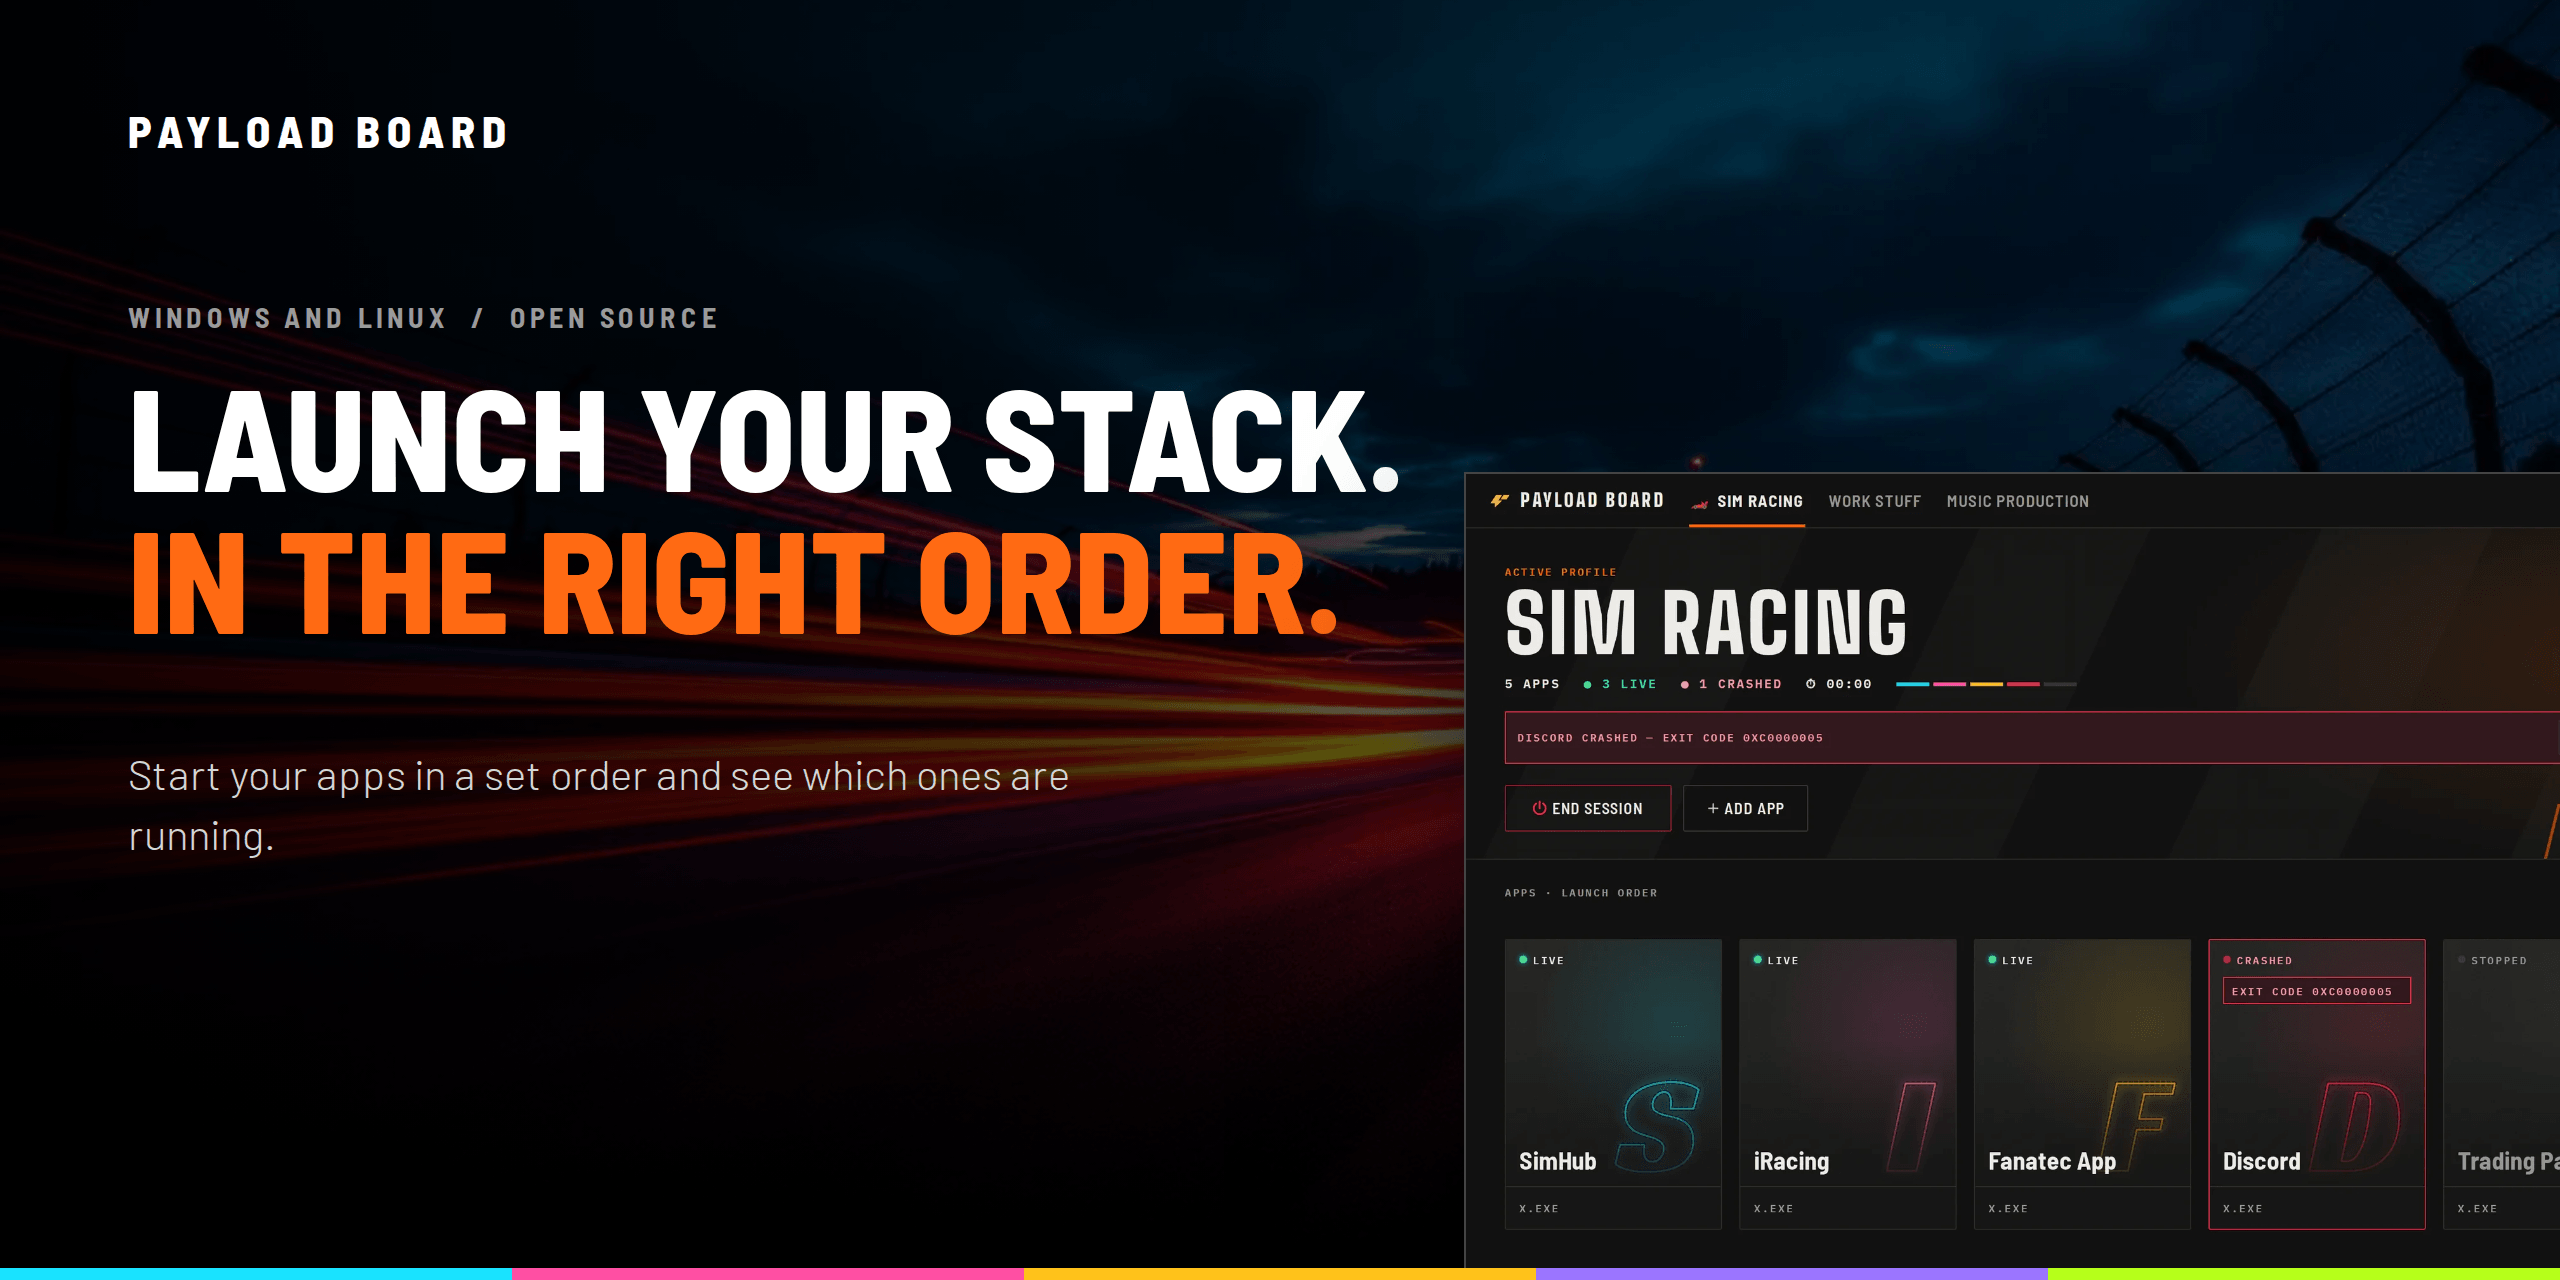 PAYLOAD BOARD
WINDOWS AND LINUX / OPEN SOURCE
LAUNCH YOUR STACK.
IN THE RIGHT ORDER.
Start your apps in a set order and see which ones are
running.
PAYLOAD BOARD SIM RACING WORK STUFF MUSIC PRODUCTION
ACTIVE PROFILE
SIM RACING
5 APPS 3 LIVE 1 CRASHED 00:00
DISCORD CRASHED – EXIT CODE 0XC0000005
END SESSION + ADD APP
APPS · LAUNCH ORDER
LIVE LIVE LIVE CRASHED STOPPED
EXIT CODE 0XC0000005
S I F D
SimHub iRacing Fanatec App Discord Trading Pa
X.EXE X.EXE X.EXE X.EXE X.EXE